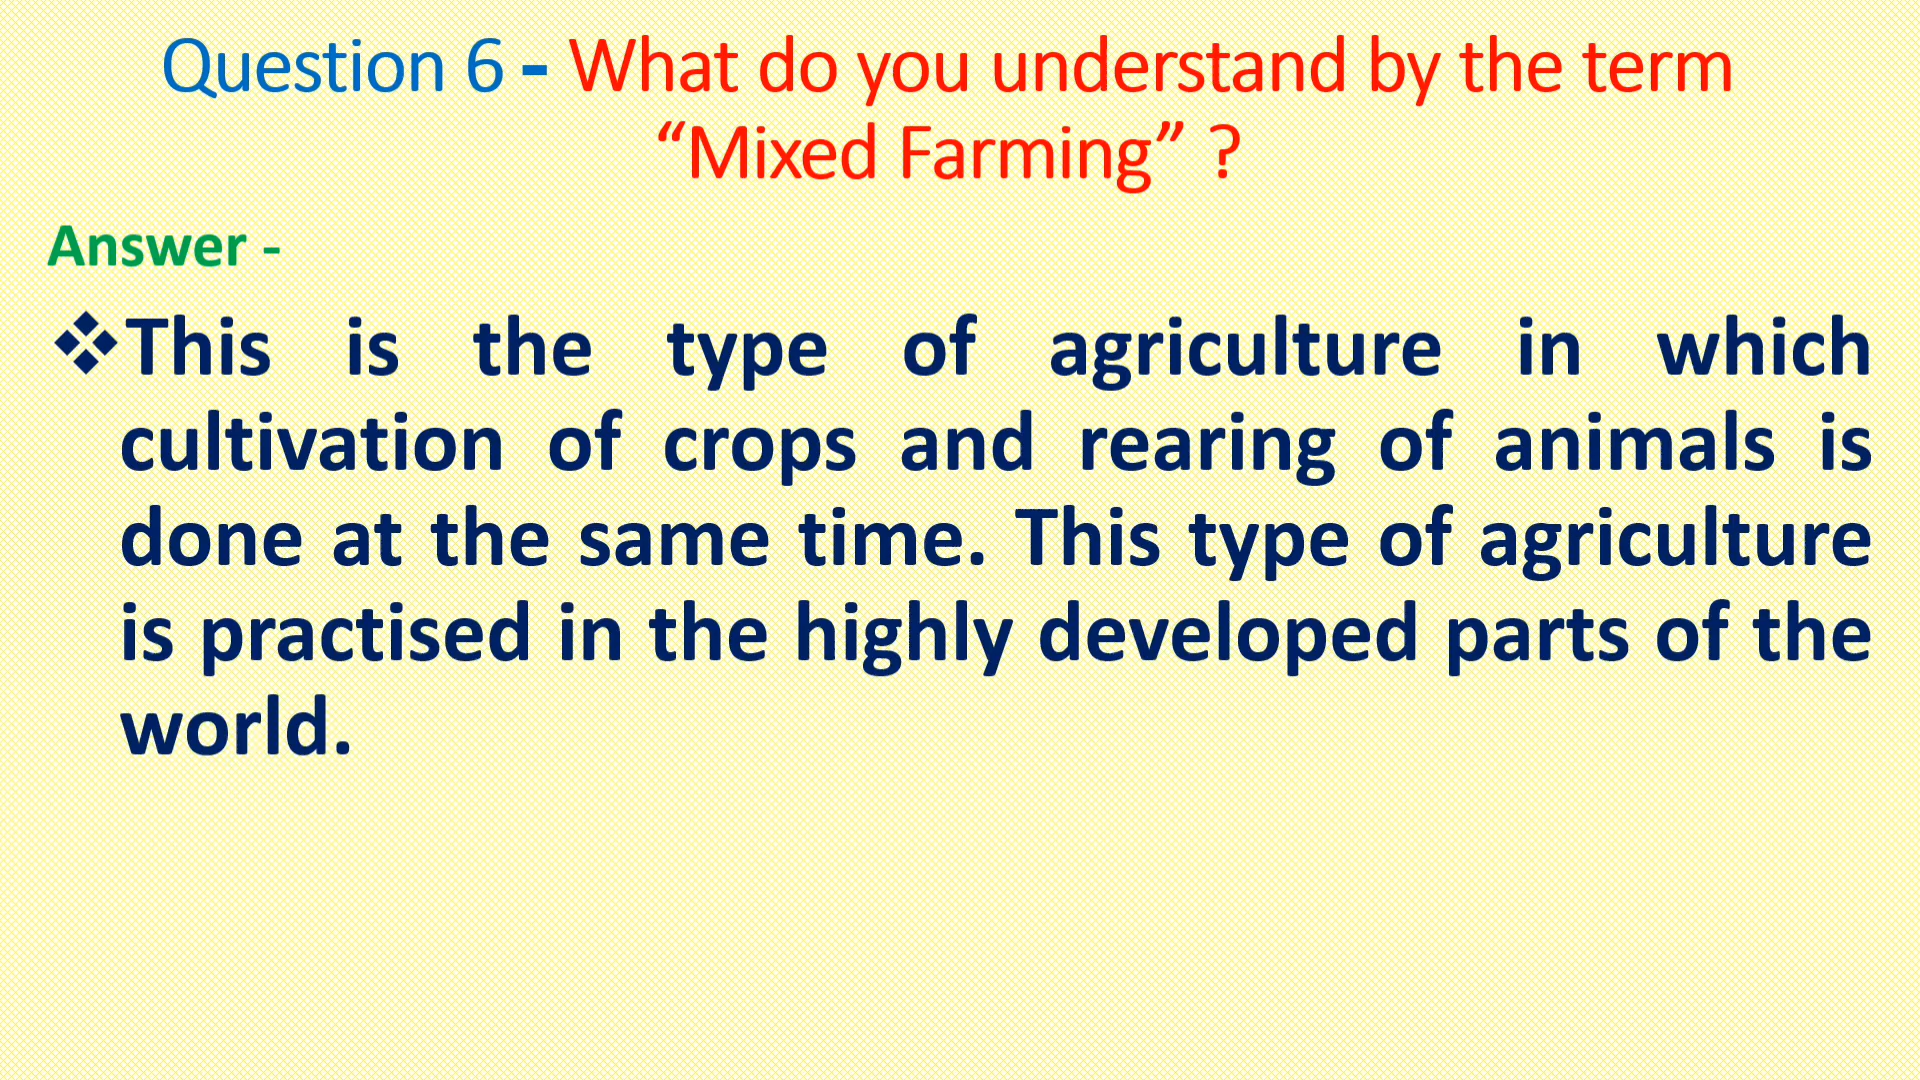 Question 6 - What do you understand by the term
“Mixed Farming” ?
Answer -
❖This is the type of agriculture in which
cultivation of crops and rearing of animals is
done at the same time. This type of agriculture
is practised in the highly developed parts of the
world.